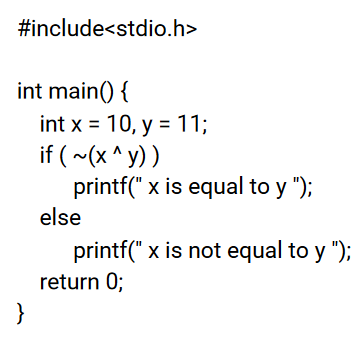 #include<stdio.h>
int main() {
int x = 10, y = 11;
if ( ~(x ^ y) )
printf(" x is equal to y ");
else
printf(" x is not equal to y ");
return 0;
}